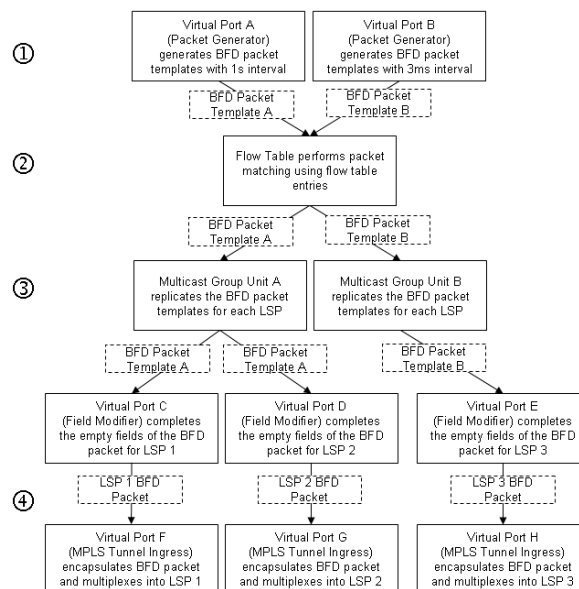 ①
Virtual Port A
(Packet Generator)
generates BFD packet
templates with 1s interval
Virtual Port B
(Packet Generator)
generates BFD packet
templates with 3ms interval
BFD Packet
Template A
BFD Packet
Template B
②
Flow Table performs packet
matching using flow table
entries
BFD Packet
Template A
BFD Packet
Template B
③
Multicast Group Unit A
replicates the BFD packet
templates for each LSP
Multicast Group Unit B
replicates the BFD packet
templates for each LSP
BFD Packet
Template A
BFD Packet
Template A
BFD Packet
Template B
Virtual Port C
(Field Modifier) completes
the empty fields of the BFD
packet for LSP 1
Virtual Port D
(Field Modifier) completes
the empty fields of the BFD
packet for LSP 2
Virtual Port E
(Field Modifier) completes
the empty fields of the BFD
packet for LSP 3
④
LSP 1 BFD
Packet
LSP 2 BFD
Packet
LSP 3 BFD
Packet
Virtual Port F
(MPLS Tunnel Ingress)
encapsulates BFD packet
and multiplexes into LSP 1
Virtual Port G
(MPLS Tunnel Ingress)
encapsulates BFD packet
and multiplexes into LSP 2
Virtual Port H
(MPLS Tunnel Ingress)
encapsulates BFD packet
and multiplexes into LSP 3